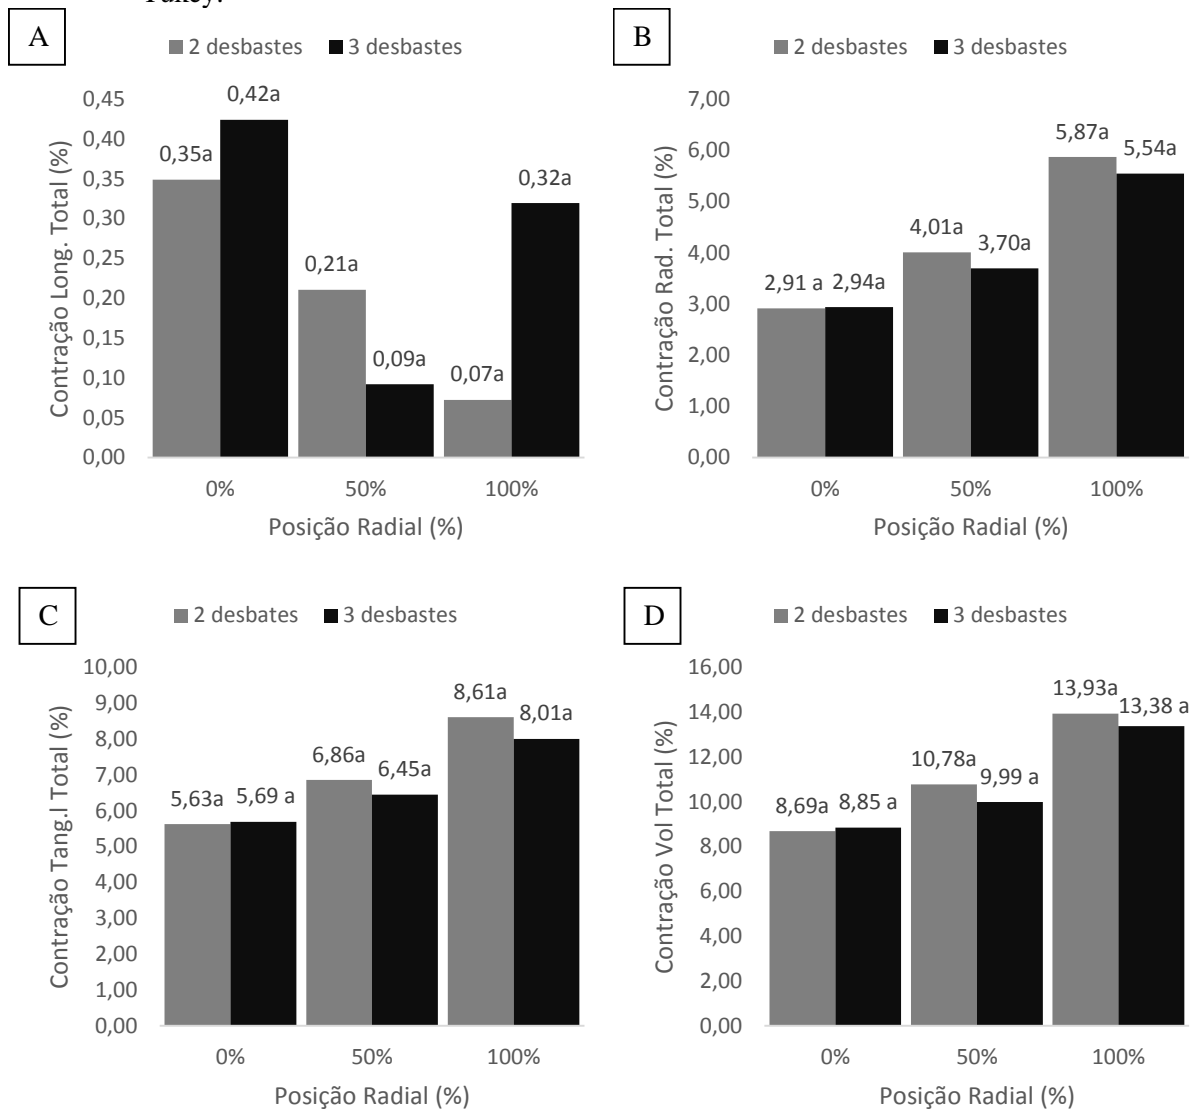 Tukey.
A
2 desbastes 3 desbastes
Contração Long. Total (%)
0,45
0,40
0,35
0,30
0,25
0,20
0,15
0,10
0,05
0,00
0,35a
0,42a
0,21a
0,09a
0,07a
0,32a
0% 50% 100%
Posição Radial (%)
B
2 desbastes 3 desbastes
Contração Rad. Total (%)
7,00
6,00
5,00
4,00
3,00
2,00
1,00
0,00
2,91 a
2,94a
4,01a
3,70a
5,87a
5,54a
0% 50% 100%
Posição Radial (%)
C
2 desbates 3 desbastes
Contração Tang.l Total (%)
10,00
9,00
8,00
7,00
6,00
5,00
4,00
3,00
2,00
1,00
0,00
5,63a
5,69 a
6,86a
6,45a
8,61a
8,01a
0% 50% 100%
Posição Radial (%)
D
2 desbastes 3 desbastes
Contração Vol Total (%)
16,00
14,00
12,00
10,00
8,00
6,00
4,00
2,00
0,00
8,69a
8,85 a
10,78a
9,99 a
13,93a
13,38 a
0% 50% 100%
Posição Radial (%)